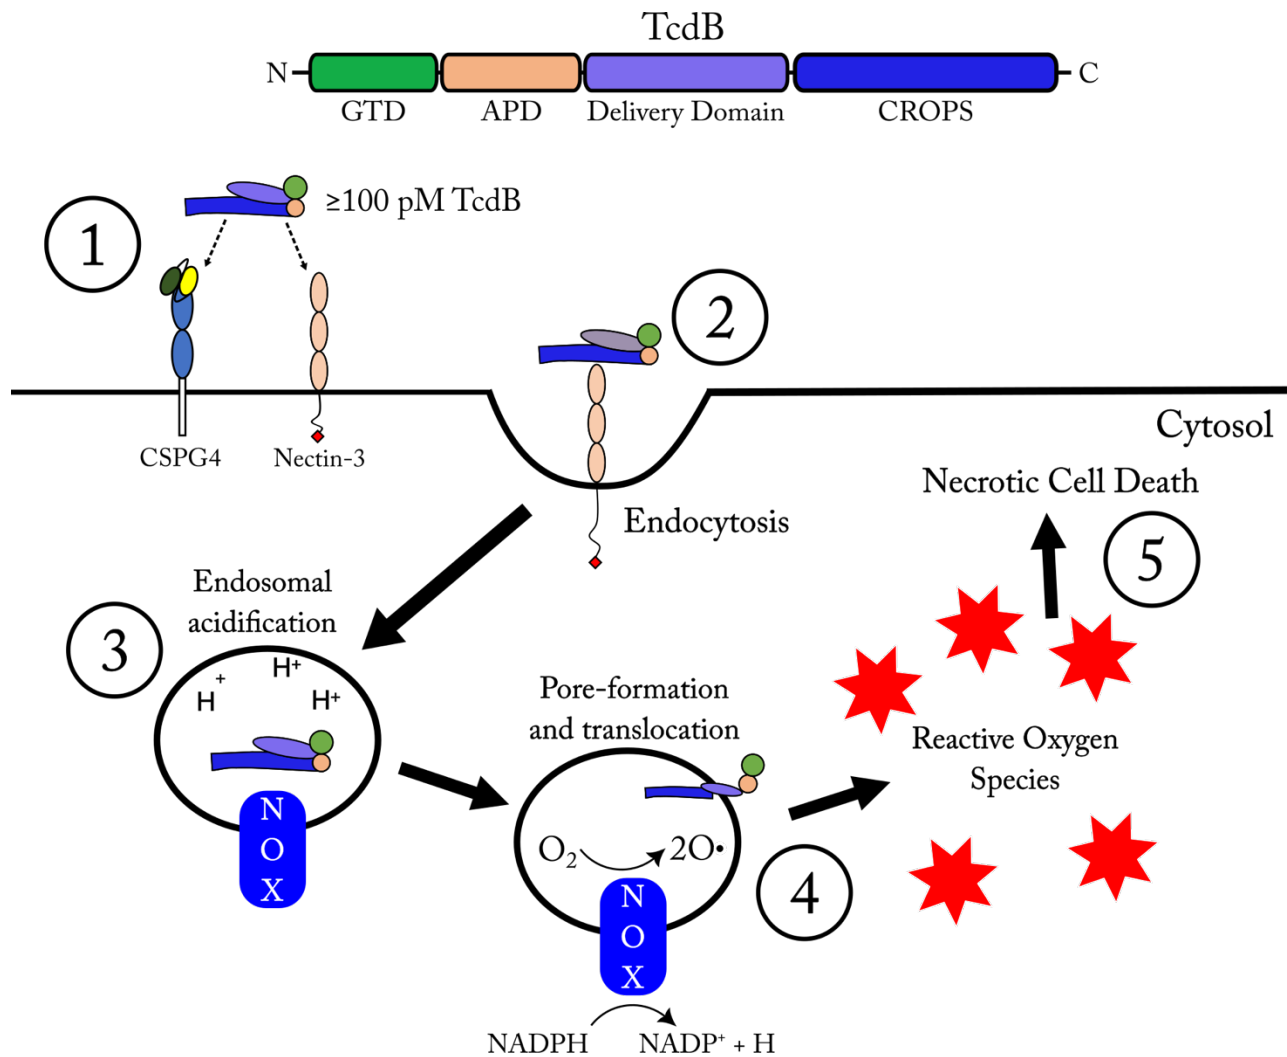 TcdB
N
C
GTD
APD
Delivery Domain
CROPS
1
≥100 pM TcdB
2
CSPG4
Nectin-3
Cytosol
Endocytosis
Necrotic Cell Death
5
3
Endosomal
acidification
H+
H+
H+
NOX
Pore-formation
and translocation
O₂
2O•
NOX
4
NADPH
NADP⁺ + H
Reactive Oxygen
Species